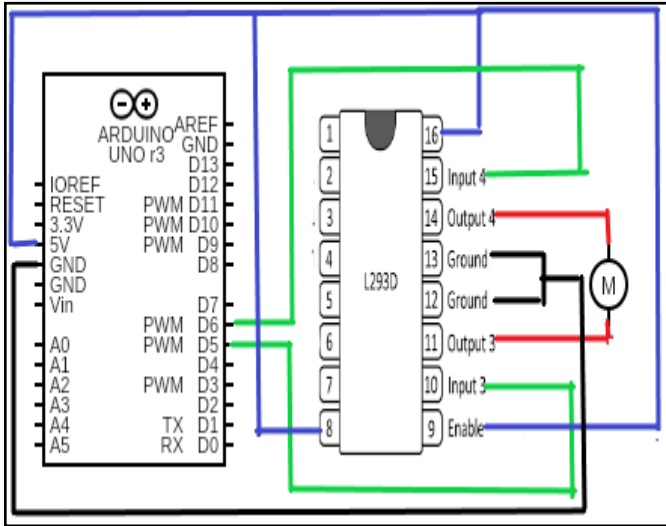 ARDUINO
UNO r3
AREF
GND
D13
IOREF D12
RESET PWM D11
3.3V PWM D10
5V PWM D9
GND D8
GND
Vin D7
PWM D6
A0 PWM D5
A1 D4
A2 PWM D3
A3 D2
A4 TX D1
A5 RX D0
L293D
1 16
2 15 Input 4
3 14 Output 4
4 13 Ground
5 12 Ground
6 11 Output 3
7 10 Input 3
8 9 Enable
M